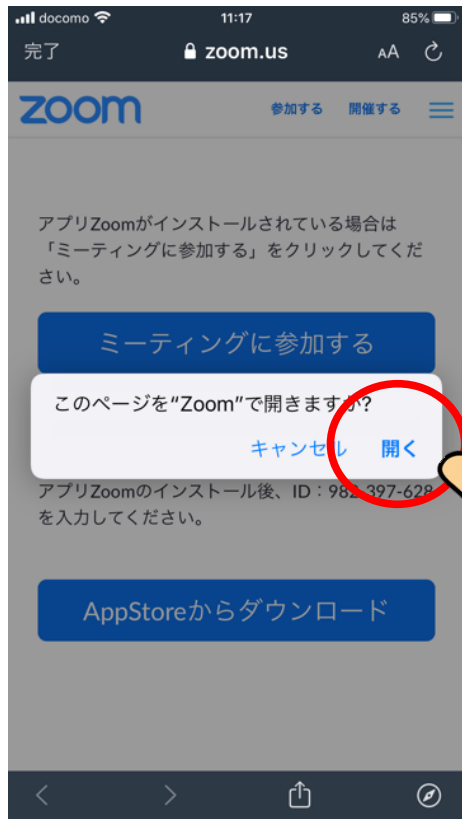 docomo 11:17 85%
完了 zoom.us AA
zoom 参加する 開催する
アプリZoomがインストールされている場合は
「ミーティングに参加する」をクリックしてくだ
さい。
ミーティングに参加する
このページを“Zoom”で開きますか?
キャンセル 開く
アプリZoomのインストール後、ID：982-397-628
を入力してください。
AppStoreからダウンロード